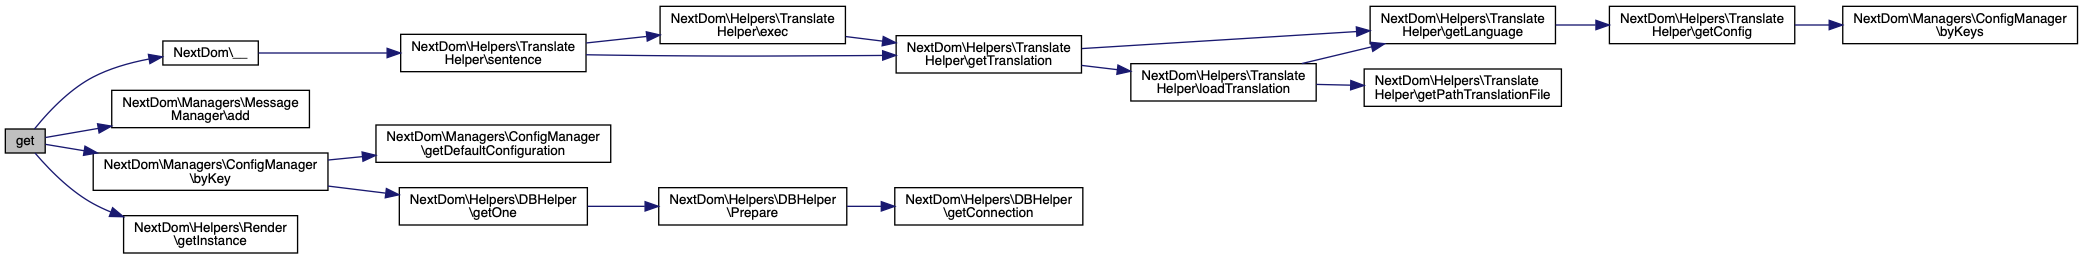 get
NextDom\__
NextDom\Helpers\Translate
Helper\sentence
NextDom\Helpers\Translate
Helper\exec
NextDom\Helpers\Translate
Helper\getTranslation
NextDom\Helpers\Translate
Helper\getLanguage
NextDom\Helpers\Translate
Helper\getConfig
NextDom\Managers\ConfigManager
\byKeys
NextDom\Helpers\Translate
Helper\loadTranslation
NextDom\Helpers\Translate
Helper\getPathTranslationFile
NextDom\Managers\Message
Manager\add
NextDom\Managers\ConfigManager
\byKey
NextDom\Managers\ConfigManager
\getDefaultConfiguration
NextDom\Helpers\DBHelper
\getOne
NextDom\Helpers\DBHelper
\Prepare
NextDom\Helpers\DBHelper
\getConnection
NextDom\Helpers\Render
\getInstance